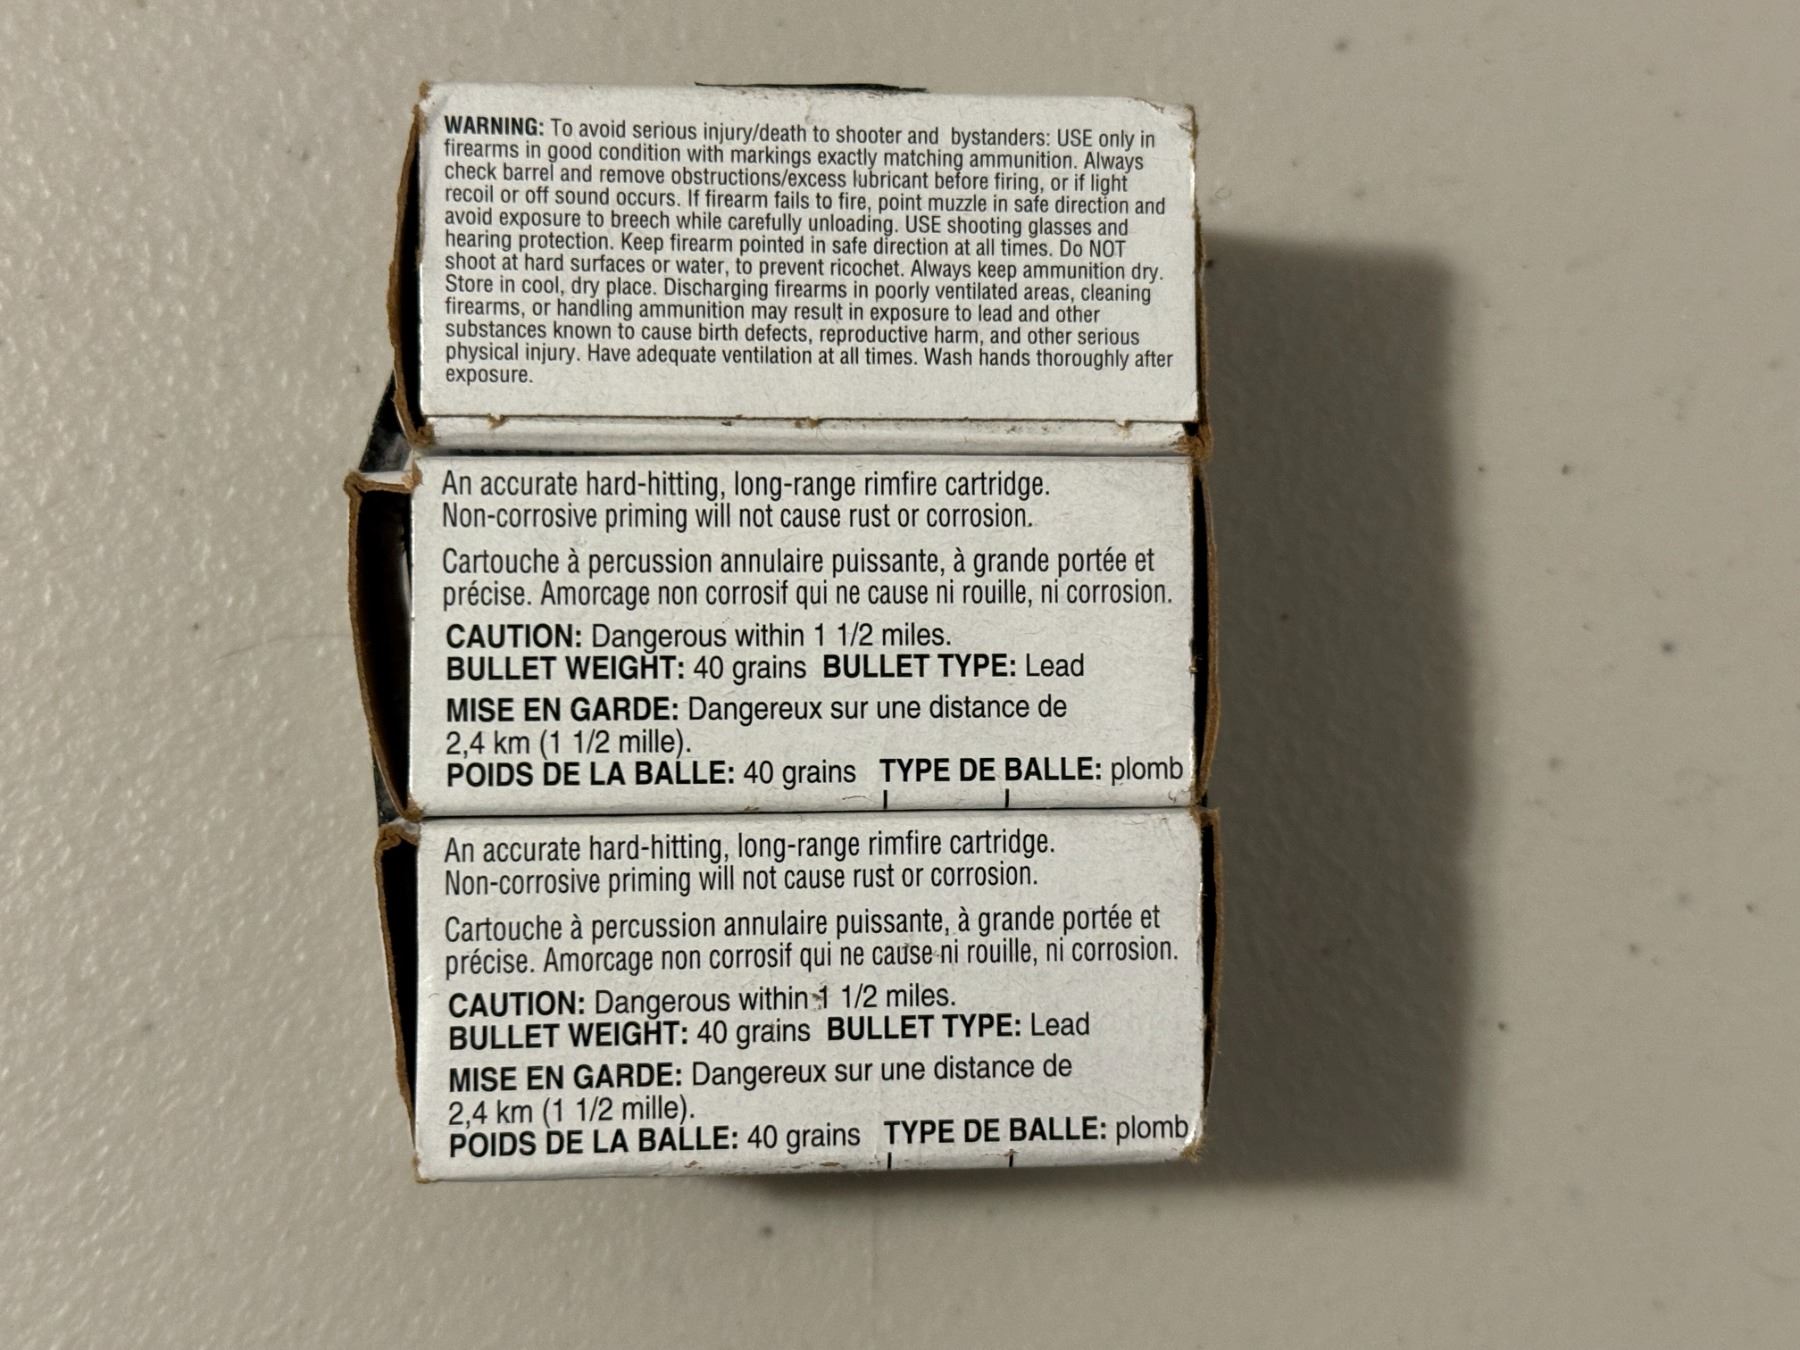 WARNING: To avoid serious injury/death to shooter and bystanders: USE only in
firearms in good condition with markings exactly matching ammunition. Always
check barrel and remove obstructions/excess lubricant before firing, or if light
recoil or off sound occurs. If firearm fails to fire, point muzzle in safe direction and
avoid exposure to breech while carefully unloading. USE shooting glasses and
hearing protection. Keep firearm pointed in safe direction at all times. Do NOT
shoot at hard surfaces or water, to prevent ricochet. Always keep ammunition dry.
Store in cool, dry place. Discharging firearms in poorly ventilated areas, cleaning
firearms, or handling ammunition may result in exposure to lead and other
substances known to cause birth defects, reproductive harm, and other serious
physical injury. Have adequate ventilation at all times. Wash hands thoroughly after
exposure.
An accurate hard-hitting, long-range rimfire cartridge.
Non-corrosive priming will not cause rust or corrosion.
Cartouche à percussion annulaire puissante, à grande portée et
précise. Amorcage non corrosif qui ne cause ni rouille, ni corrosion.
CAUTION: Dangerous within 1 1/2 miles.
BULLET WEIGHT: 40 grains BULLET TYPE: Lead
MISE EN GARDE: Dangereux sur une distance de
2,4 km (1 1/2 mille).
POIDS DE LA BALLE: 40 grains TYPE DE BALLE: plomb
An accurate hard-hitting, long-range rimfire cartridge.
Non-corrosive priming will not cause rust or corrosion.
Cartouche à percussion annulaire puissante, à grande portée et
précise. Amorcage non corrosif qui ne cause ni rouille, ni corrosion.
CAUTION: Dangerous within 1 1/2 miles.
BULLET WEIGHT: 40 grains BULLET TYPE: Lead
MISE EN GARDE: Dangereux sur une distance de
2,4 km (1 1/2 mille).
POIDS DE LA BALLE: 40 grains TYPE DE BALLE: plomb